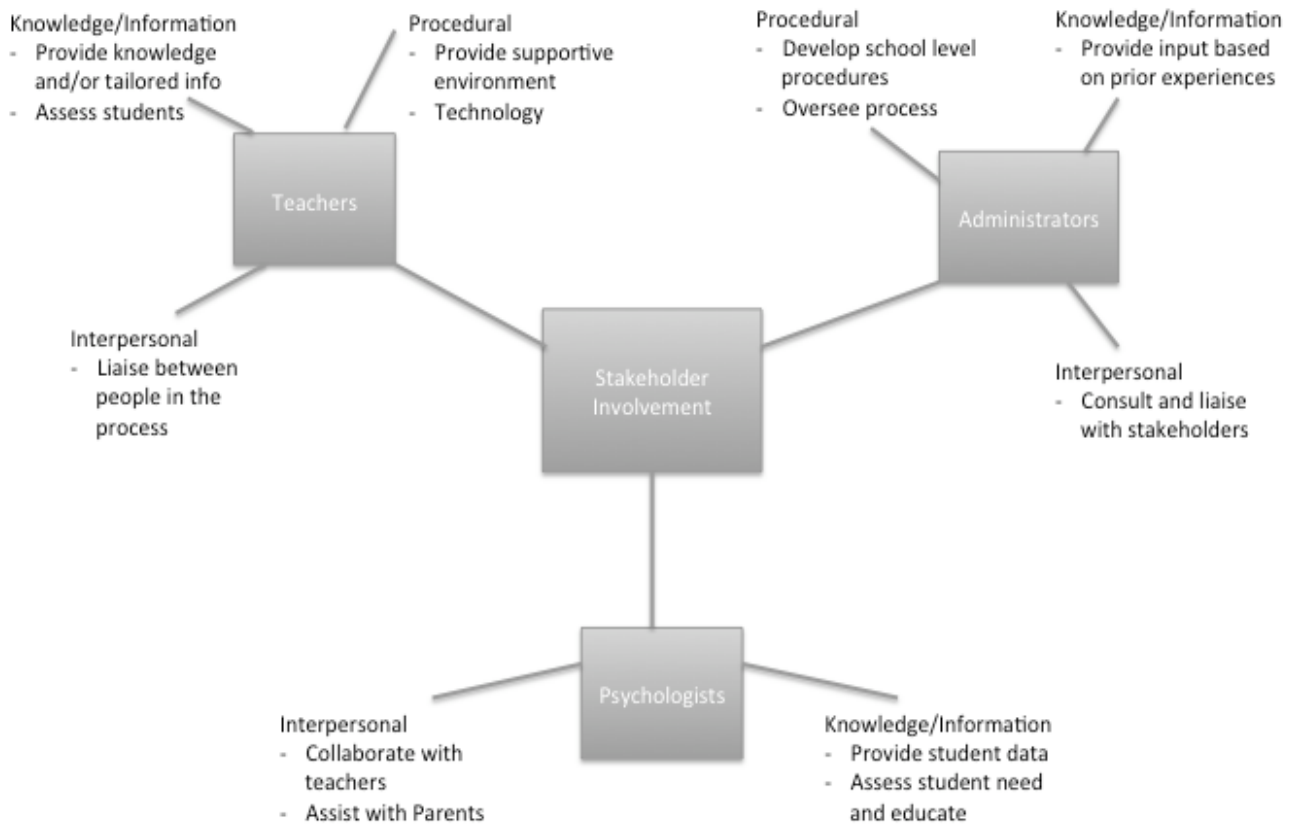 Knowledge/Information
- Provide knowledge
and/or tailored info
- Assess students
Procedural
- Provide supportive
environment
- Technology
Procedural
- Develop school level
procedures
- Oversee process
Knowledge/Information
- Provide input based
on prior experiences
Teachers
Administrators
Interpersonal
- Liaise between
people in the
process
Stakeholder
Involvement
Interpersonal
- Consult and liaise
with stakeholders
Psychologists
Interpersonal
- Collaborate with
teachers
- Assist with Parents
Knowledge/Information
- Provide student data
- Assess student need
and educate